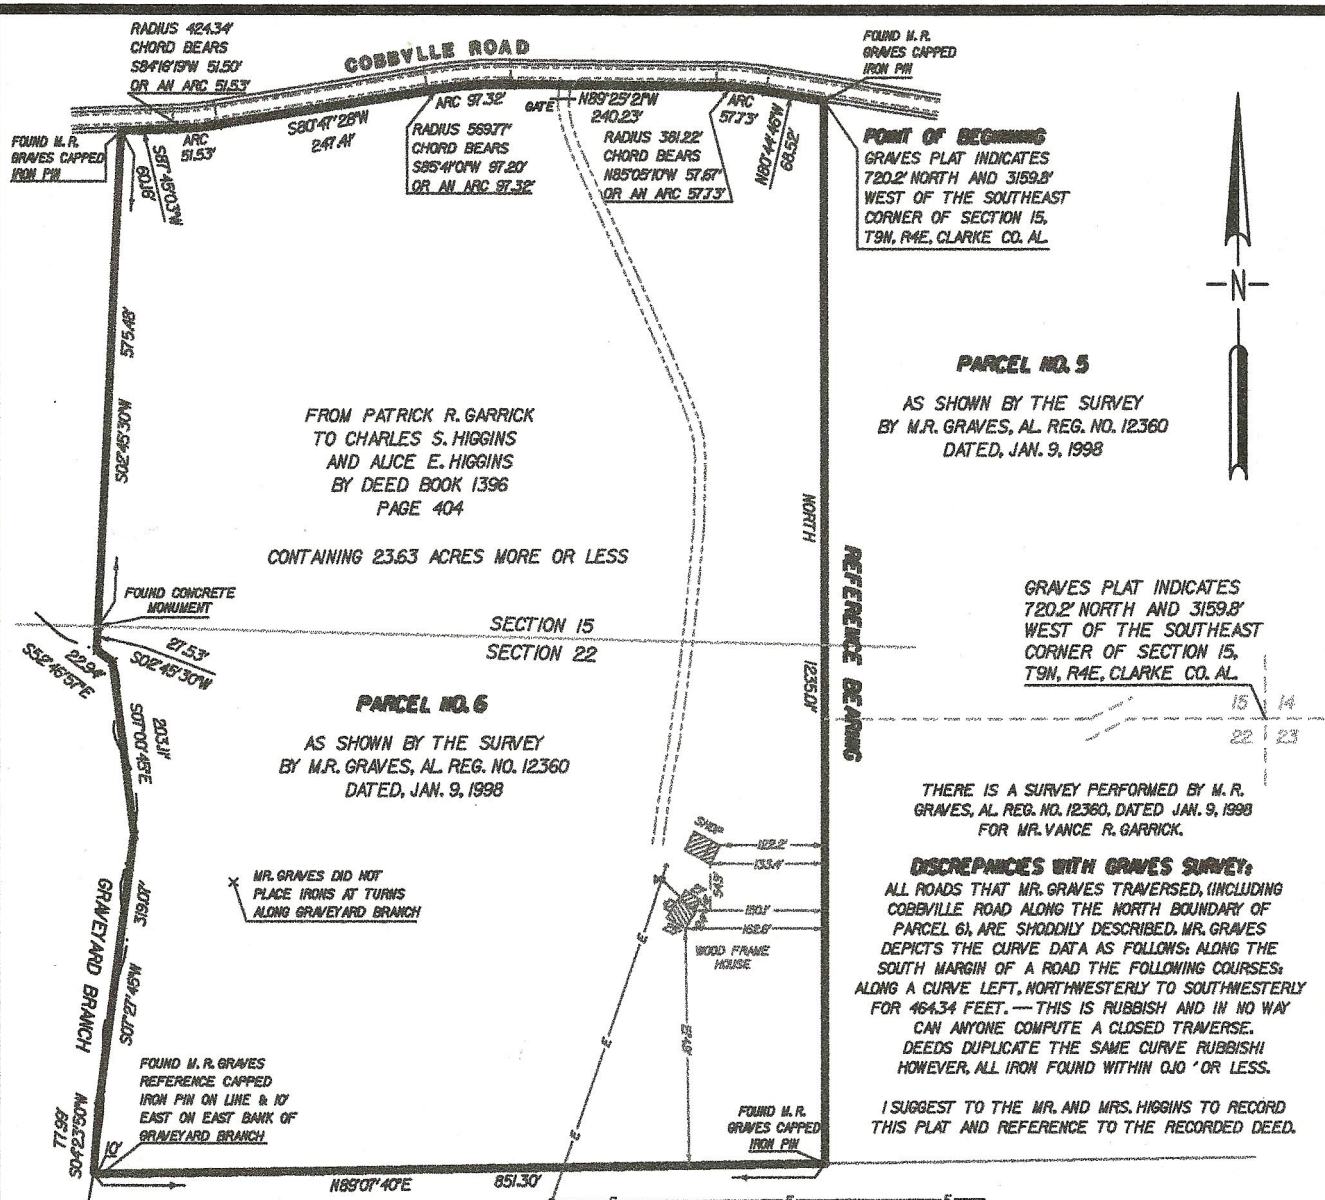 RADIUS 424.34'
CHORD BEARS
S84°16'19"W 51.50'
OR AN ARC 51.53'
COBBVLLE ROAD
FOUND M. R.
GRAVES CAPPED
IRON PIN
FOUND M. R.
GRAVES CAPPED
IRON PIN
ARC
51.53'
S87°45'03"W
60.16'
S80°47'28"W
247.41'
ARC 97.32'
RADIUS 569.77'
CHORD BEARS
S85°41'01"W 97.20'
OR AN ARC 97.32'
GATE
N89°25'21"W
240.23'
RADIUS 381.22'
CHORD BEARS
N85°05'10"W 57.67'
OR AN ARC 57.73'
ARC
57.73'
N80°44'46"W
68.52'
POINT OF BEGINNING
GRAVES PLAT INDICATES
720.2' NORTH AND 3159.8'
WEST OF THE SOUTHEAST
CORNER OF SECTION 15,
T9N, R4E, CLARKE CO. AL.
N
PARCEL NO. 5
AS SHOWN BY THE SURVEY
BY M.R. GRAVES, AL. REG. NO. 12360
DATED, JAN. 9, 1998
575.48'
S02°45'30"W
FROM PATRICK R. GARRICK
TO CHARLES S. HIGGINS
AND ALICE E. HIGGINS
BY DEED BOOK 1396
PAGE 404
CONTAINING 23.63 ACRES MORE OR LESS
NORTH
1235.01'
REFERENCE BEARING
FOUND CONCRETE
MONUMENT
SECTION 15
SECTION 22
27.53'
S02°45'30"W
22.94'
S52°46'57"E
GRAVES PLAT INDICATES
720.2' NORTH AND 3159.8'
WEST OF THE SOUTHEAST
CORNER OF SECTION 15,
T9N, R4E, CLARKE CO. AL.
15 14
22 23
PARCEL NO. 6
AS SHOWN BY THE SURVEY
BY M.R. GRAVES, AL. REG. NO. 12360
DATED, JAN. 9, 1998
203.11'
S07°00'48"E
THERE IS A SURVEY PERFORMED BY M. R.
GRAVES, AL. REG. NO. 12360, DATED JAN. 9, 1998
FOR MR. VANCE R. GARRICK.
SHOP
122.2'
133.4'
54.9'
150.1'
162.6'
WOOD FRAME
HOUSE
E
E
E
E
MR. GRAVES DID NOT
PLACE IRONS AT TURNS
ALONG GRAVEYARD BRANCH
GRAVEYARD BRANCH
319.07'
S07°27'45"W
DISCREPANCIES WITH GRAVES SURVEY:
ALL ROADS THAT MR. GRAVES TRAVERSED, (INCLUDING
COBBVILLE ROAD ALONG THE NORTH BOUNDARY OF
PARCEL 6), ARE SHODDILY DESCRIBED. MR. GRAVES
DEPICTS THE CURVE DATA AS FOLLOWS: ALONG THE
SOUTH MARGIN OF A ROAD THE FOLLOWING COURSES:
ALONG A CURVE LEFT, NORTHWESTERLY TO SOUTHWESTERLY
FOR 464.34 FEET. — THIS IS RUBBISH AND IN NO WAY
CAN ANYONE COMPUTE A CLOSED TRAVERSE.
DEEDS DUPLICATE THE SAME CURVE RUBBISH!
HOWEVER, ALL IRON FOUND WITHIN 0.10 ' OR LESS.
I SUGGEST TO THE MR. AND MRS. HIGGINS TO RECORD
THIS PLAT AND REFERENCE TO THE RECORDED DEED.
FOUND M. R. GRAVES
REFERENCE CAPPED
IRON PIN ON LINE & 10'
EAST ON EAST BANK OF
GRAVEYARD BRANCH
77.99'
S04°23'50"W
10'
FOUND M. R.
GRAVES CAPPED
IRON PIN
N89°07'40"E
851.30'
E
E
E